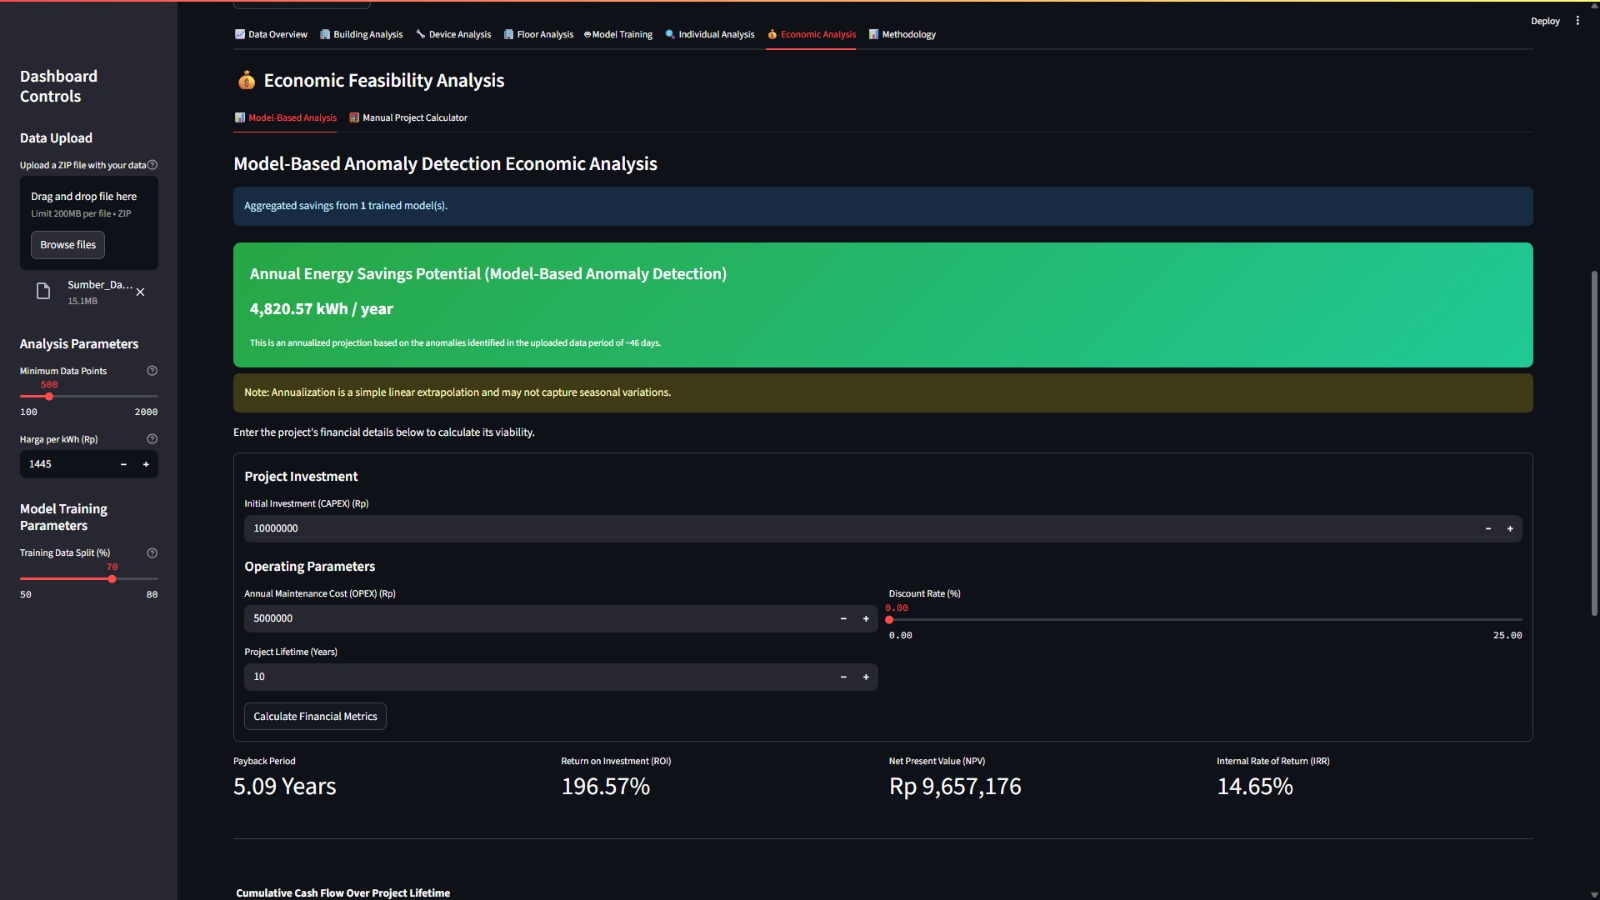 Deploy
Data Overview
Building Analysis
Device Analysis
Floor Analysis
Model Training
Individual Analysis
Economic Analysis
Methodology
Dashboard
Controls
Data Upload
Upload a ZIP file with your data
Drag and drop file here
Limit 200MB per file • ZIP
Browse files
Sumber_Da...
15.1MB
Analysis Parameters
Minimum Data Points
500
100 2000
Harga per kWh (Rp)
1445
Model Training
Parameters
Training Data Split (%)
70
50 80
Economic Feasibility Analysis
Model-Based Analysis
Manual Project Calculator
Model-Based Anomaly Detection Economic Analysis
Aggregated savings from 1 trained model(s).
Annual Energy Savings Potential (Model-Based Anomaly Detection)
4,820.57 kWh / year
This is an annualized projection based on the anomalies identified in the uploaded data period of ~46 days.
Note: Annualization is a simple linear extrapolation and may not capture seasonal variations.
Enter the project's financial details below to calculate its viability.
Project Investment
Initial Investment (CAPEX) (Rp)
10000000
Operating Parameters
Annual Maintenance Cost (OPEX) (Rp)
5000000
Discount Rate (%)
0.00
0.00 25.00
Project Lifetime (Years)
10
Calculate Financial Metrics
Payback Period
5.09 Years
Return on Investment (ROI)
196.57%
Net Present Value (NPV)
Rp 9,657,176
Internal Rate of Return (IRR)
14.65%
Cumulative Cash Flow Over Project Lifetime